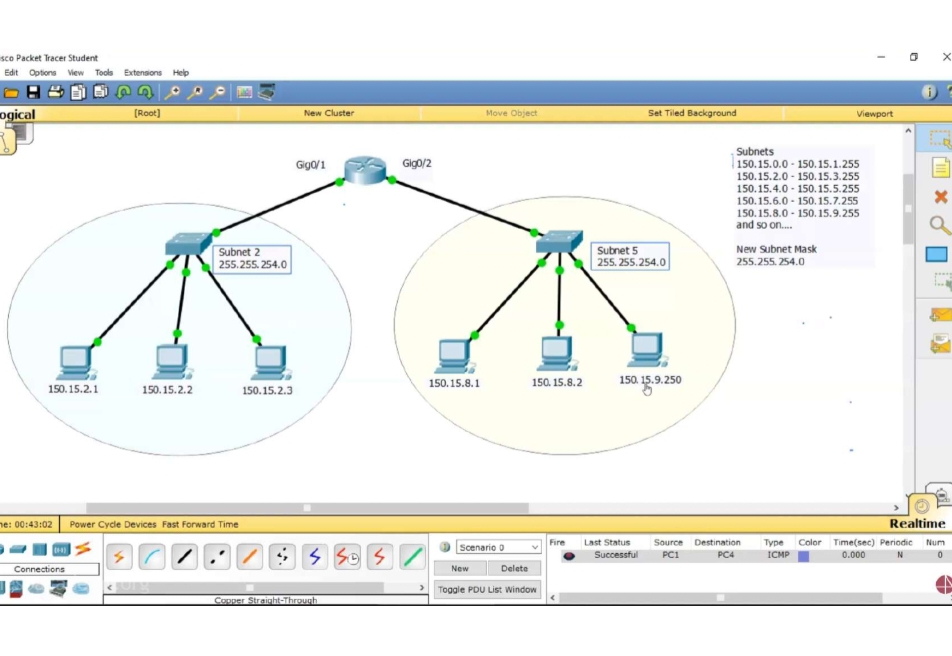 sco Packet Tracer Student
Edit Options View Tools Extensions Help
ogical [Root] New Cluster Move Object Set Tiled Background Viewport
Gig0/1
Gig0/2
Subnets
150.15.0.0 - 150.15.1.255
150.15.2.0 - 150.15.3.255
150.15.4.0 - 150.15.5.255
150.15.6.0 - 150.15.7.255
150.15.8.0 - 150.15.9.255
and so on....
New Subnet Mask
255.255.254.0
Subnet 2
255.255.254.0
Subnet 5
255.255.254.0
150.15.2.1
150.15.2.2
150.15.2.3
150.15.8.1
150.15.8.2
150.15.9.250
me: 00:43:02 Power Cycle Devices Fast Forward Time
Realtime
Connections
Copper Straight-Through
Scenario 0
New Delete
Toggle PDU List Window
Fire Last Status Source Destination Type Color Time(sec) Periodic Num
Successful PC1 PC4 ICMP 0.000 N 0